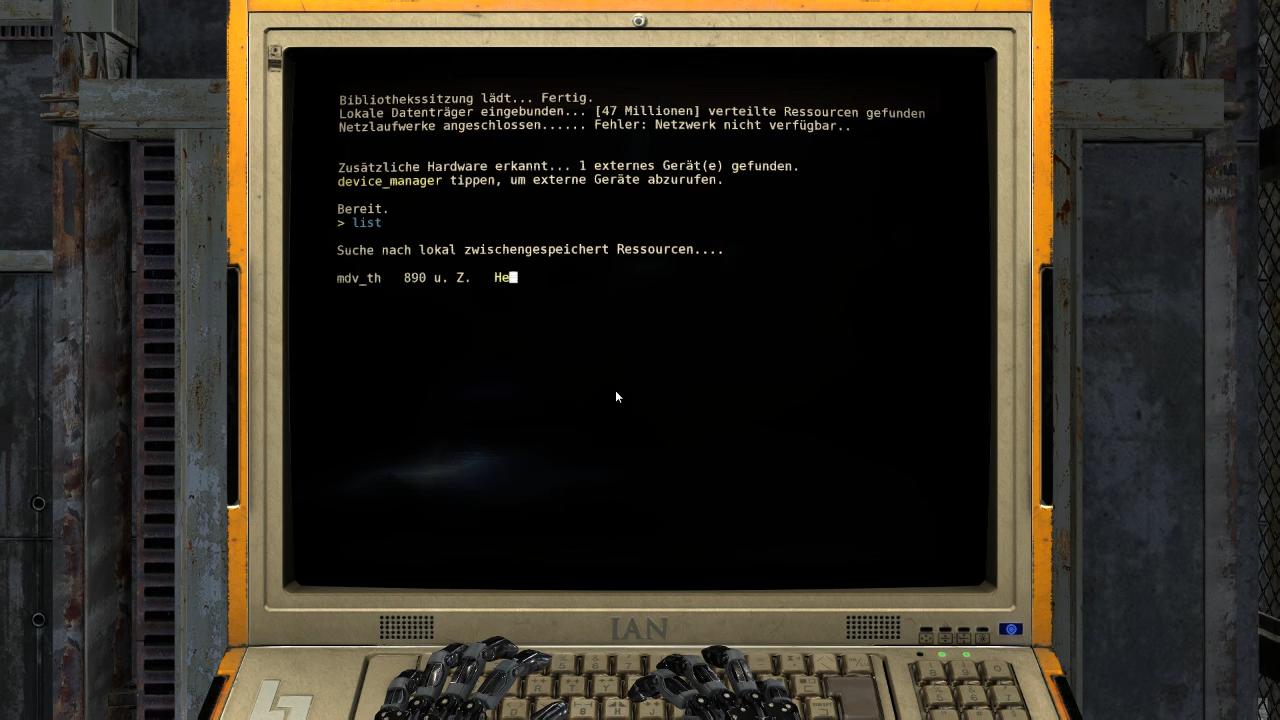 Bibliothekssitzung lädt... Fertig.
Lokale Datenträger eingebunden... [47 Millionen] verteilte Ressourcen gefunden
Netzlaufwerke angeschlossen...... Fehler: Netzwerk nicht verfügbar..
Zusätzliche Hardware erkannt... 1 externes Gerät(e) gefunden.
device_manager tippen, um externe Geräte abzurufen.
Bereit.
> list
Suche nach lokal zwischengespeichert Ressourcen....
mdv_th 890 u. Z. He
IAN